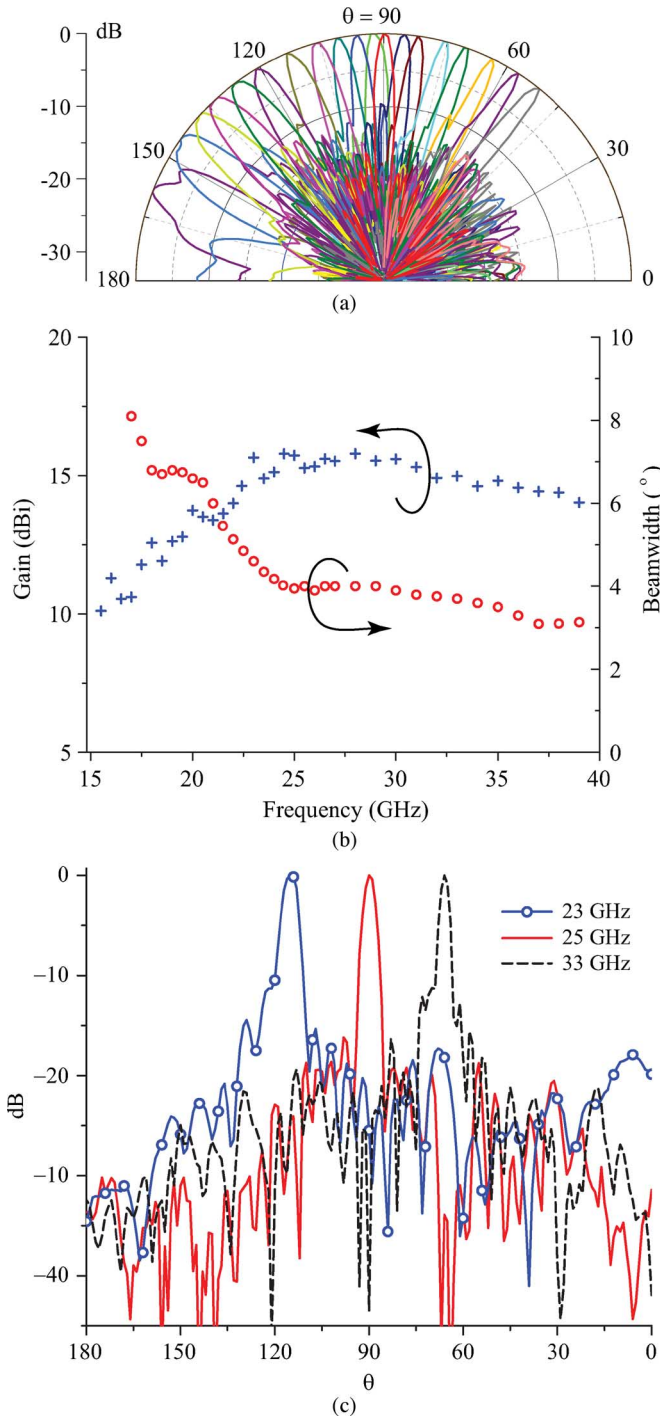 dB
θ = 90
0
120
60
-10
150
30
-20
-30
180
0
(a)
20
10
8
15
6
Gain (dBi)
Beamwidth (°)
4
10
2
5
0
15
20
25
30
35
40
Frequency (GHz)
(b)
0
23 GHz
25 GHz
33 GHz
−10
−20
dB
−10
−40
180
150
120
90
60
30
0
θ
(c)